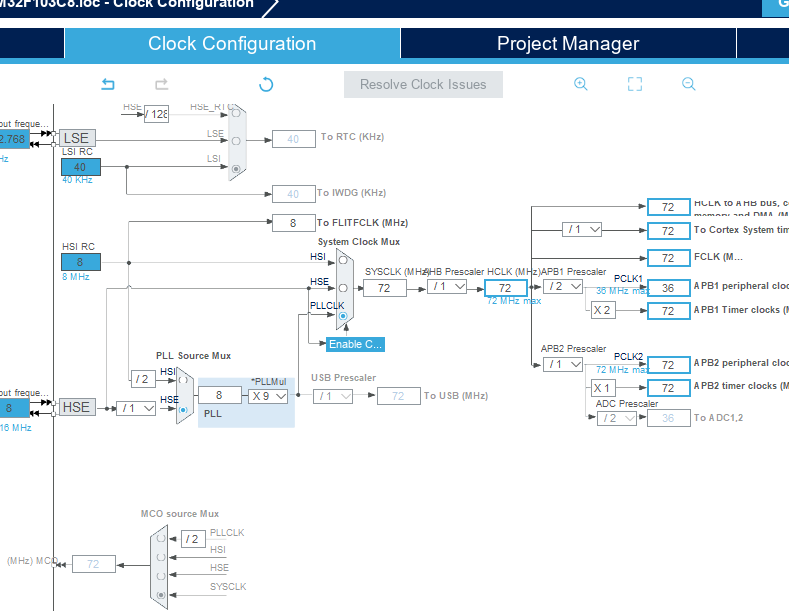 M32F103C8.ioc - Clock Configuration
Clock Configuration
Project Manager
Resolve Clock Issues
HSE
/ 128
HSE_RTC
put freque...
2.768
LSE
LSE
40
To RTC (KHz)
Hz
LSI RC
LSI
40
40 KHz
40
To IWDG (KHz)
8
To FLITFCLK (MHz)
HSI RC
8
8 MHz
System Clock Mux
HSI
HSE
PLLCLK
Enable C...
SYSCLK (MHz)
72
AHB Prescaler
/ 1
HCLK (MHz)
72
72 MHz max
APB1 Prescaler
/ 2
PCLK1
36 MHz max
72
HCLK to AHB bus, c
memory and DMA (M
/ 1
72
To Cortex System tim
72
FCLK (M...
36
APB1 peripheral cloc
X 2
72
APB1 Timer clocks (M
APB2 Prescaler
/ 1
PCLK2
72 MHz max
72
APB2 peripheral cloc
X 1
72
APB2 timer clocks (M
ADC Prescaler
/ 2
36
To ADC1,2
PLL Source Mux
/ 2
HSI
HSE
put freque...
8
16 MHz
HSE
/ 1
8
*PLLMul
X 9
PLL
USB Prescaler
/ 1
72
To USB (MHz)
MCO source Mux
/ 2
PLLCLK
HSI
HSE
SYSCLK
(MHz) MCO
72